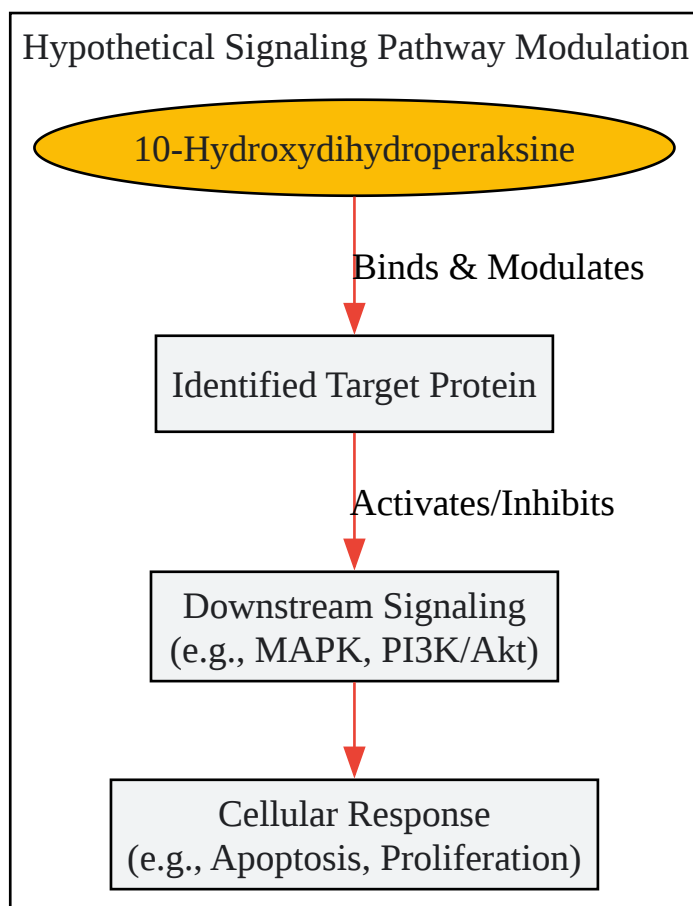 Hypothetical Signaling Pathway Modulation
10-Hydroxydihydroperaksine
Binds & Modulates
Identified Target Protein
Activates/Inhibits
Downstream Signaling
(e.g., MAPK, PI3K/Akt)
Cellular Response
(e.g., Apoptosis, Proliferation)